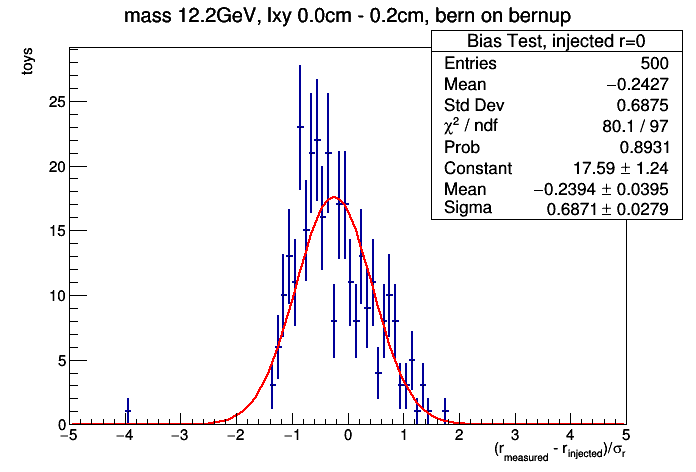 mass 12.2GeV, lxy 0.0cm - 0.2cm, bern on bernup
toys
Bias Test, injected r=0
Entries 500
Mean −0.2427
Std Dev 0.6875
χ² / ndf 80.1 / 97
Prob 0.8931
Constant 17.59 ± 1.24
Mean −0.2394 ± 0.0395
Sigma 0.6871 ± 0.0279
25
20
15
10
5
0
−5 −4 −3 −2 −1 0 1 2 3 4 5
(r_measured - r_injected)/σ_r